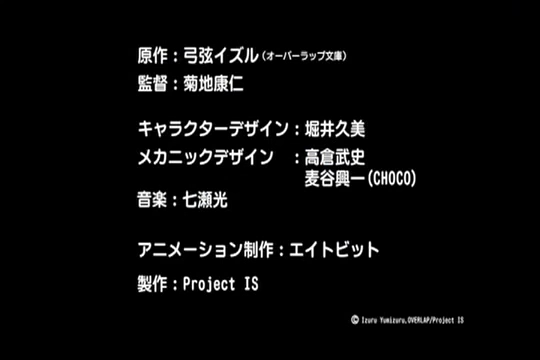 原作：弓弦イズル（オーバーラップ文庫）
監督：菊地康仁
キャラクターデザイン：堀井久美
メカニックデザイン　：高倉武史
麦谷興一(CHOCO)
音楽：七瀬光
アニメーション制作：エイトビット
製作：Project IS
© Izuru Yumizuru,OVERLAP/Project IS